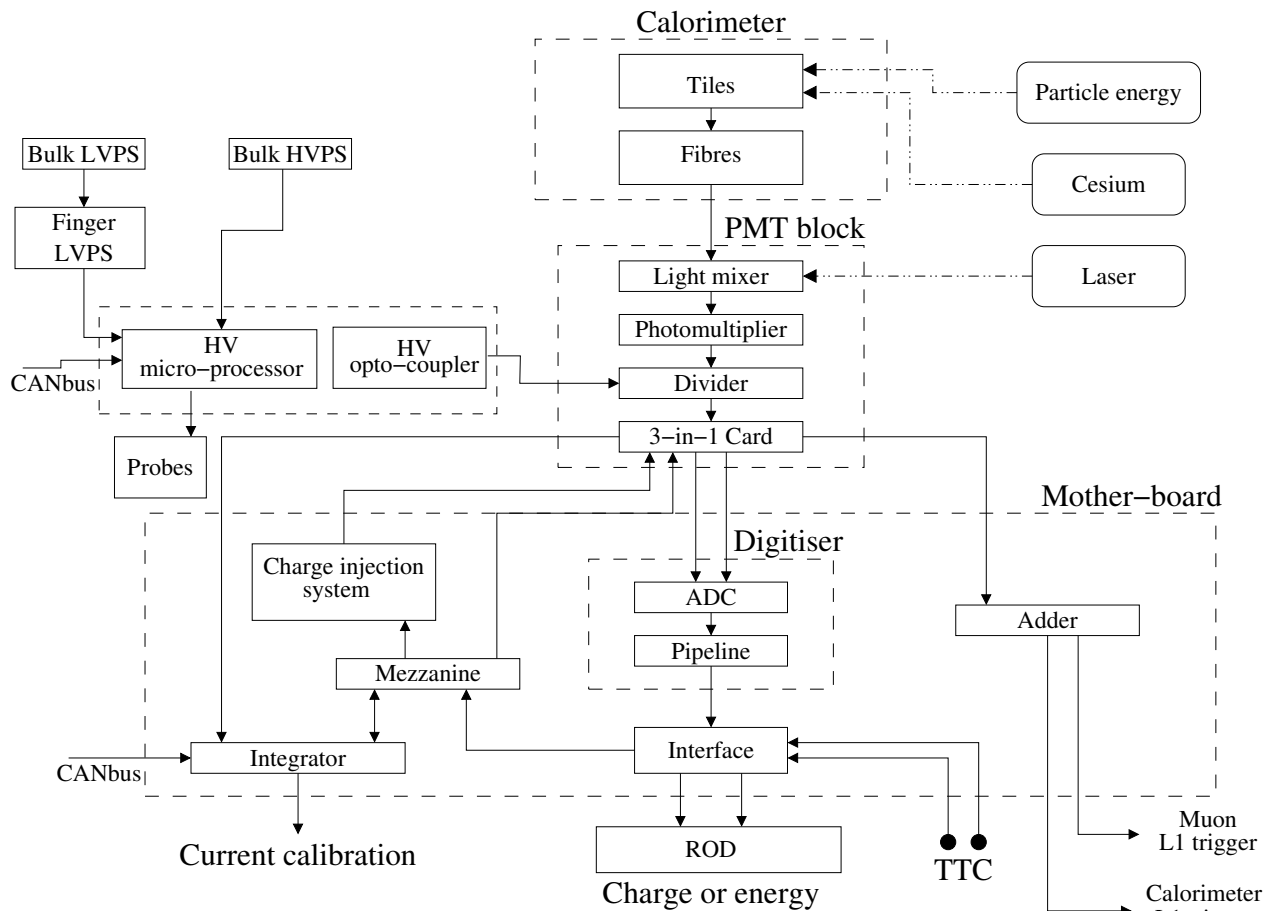 Calorimeter
Tiles
Particle energy
Bulk LVPS
Bulk HVPS
Fibres
Cesium
Finger
LVPS
PMT block
Light mixer
Laser
HV
micro−processor
HV
opto−coupler
Photomultiplier
CANbus
Divider
3−in−1 Card
Probes
Mother−board
Digitiser
Charge injection
system
ADC
Adder
Pipeline
Mezzanine
Interface
Integrator
CANbus
Muon
L1 trigger
Current calibration
ROD
TTC
Charge or energy
Calorimeter